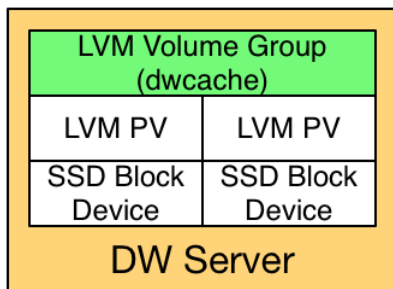 LVM Volume Group
(dwcache)
LVM PV
LVM PV
SSD Block
Device
SSD Block
Device
DW Server